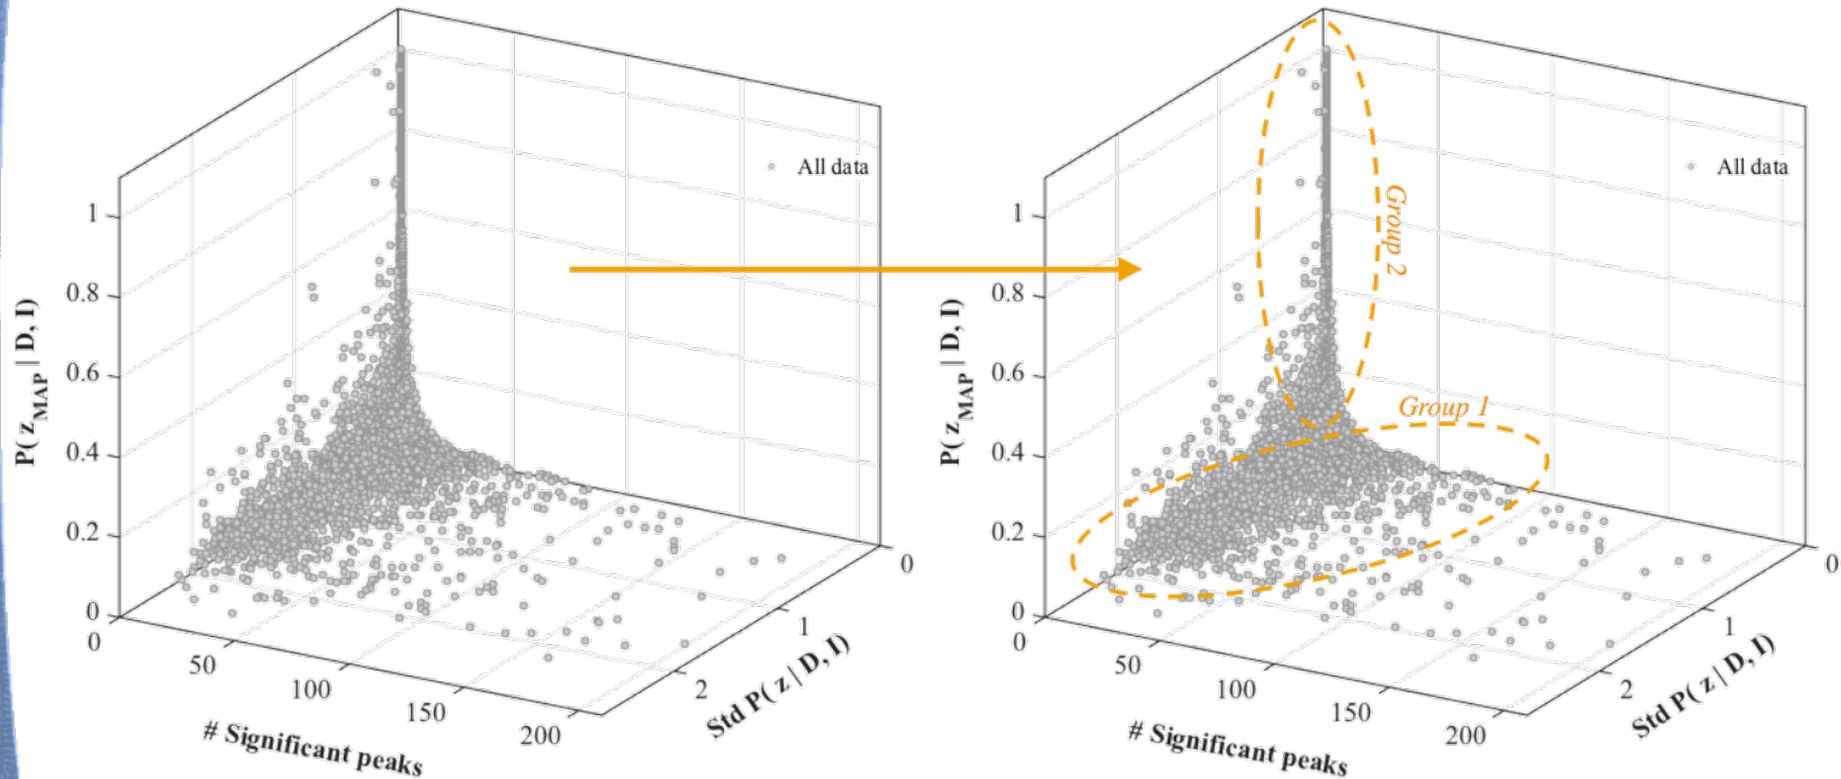 All data
1
0.8
0.6
0.4
0.2
0
P( z_MAP | D, I)
0
50
100
150
200
# Significant peaks
0
1
2
Std P( z | D, I)
All data
Group 2
Group 1
1
0.8
0.6
0.4
0.2
0
P( z_MAP | D, I)
0
50
100
150
200
# Significant peaks
0
1
2
Std P( z | D, I)